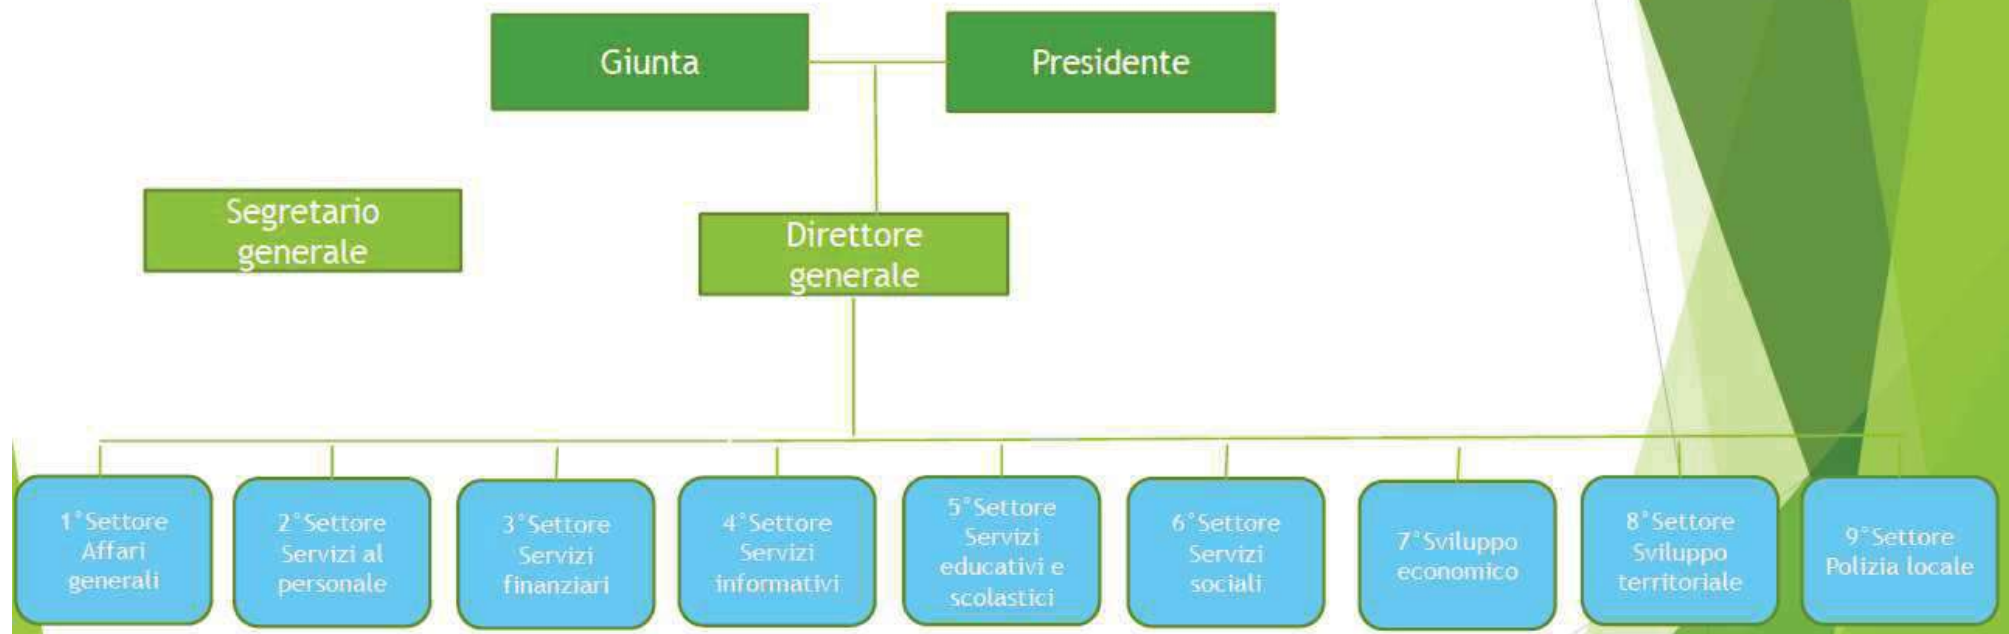 Giunta
Presidente
Segretario
generale
Direttore
generale
1°Settore
Affari
generali
2°Settore
Servizi al
personale
3°Settore
Servizi
finanziari
4°Settore
Servizi
informativi
5°Settore
Servizi
educativi e
scolastici
6°Settore
Servizi
sociali
7°Sviluppo
economico
8°Settore
Sviluppo
territoriale
9°Settore
Polizia locale